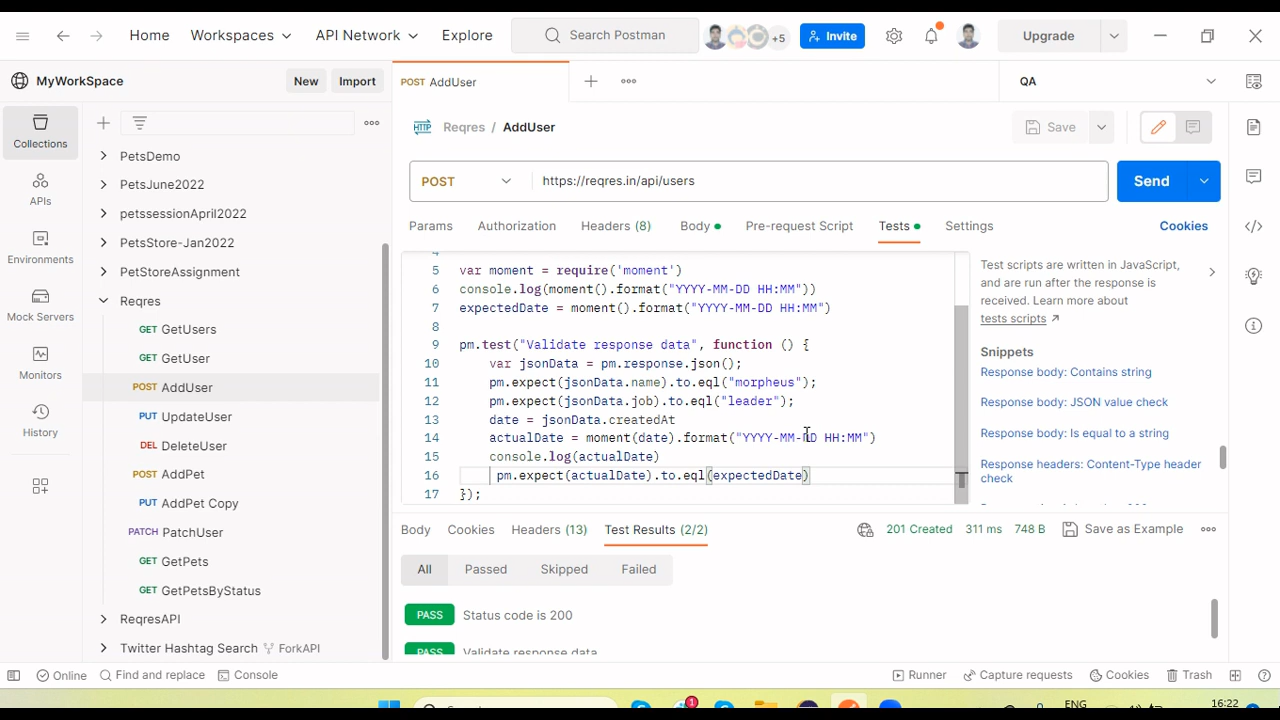 Home Workspaces API Network Explore Search Postman +5 Invite Upgrade
MyWorkSpace New Import POST AddUser QA
Collections
APIs
Environments
Mock Servers
Monitors
History
PetsDemo
PetsJune2022
petssessionApril2022
PetsStore-Jan2022
PetStoreAssignment
Reqres
GET GetUsers
GET GetUser
POST AddUser
PUT UpdateUser
DEL DeleteUser
POST AddPet
PUT AddPet Copy
PATCH PatchUser
GET GetPets
GET GetPetsByStatus
ReqresAPI
Twitter Hashtag Search ForkAPI
HTTP Reqres / AddUser Save
POST https://reqres.in/api/users Send
Params Authorization Headers (8) Body Pre-request Script Tests Settings Cookies
5 var moment = require('moment')
6 console.log(moment().format("YYYY-MM-DD HH:MM"))
7 expectedDate = moment().format("YYYY-MM-DD HH:MM")
8
9 pm.test("Validate response data", function () {
10 var jsonData = pm.response.json();
11 pm.expect(jsonData.name).to.eql("morpheus");
12 pm.expect(jsonData.job).to.eql("leader");
13 date = jsonData.createdAt
14 actualDate = moment(date).format("YYYY-MM-DD HH:MM")
15 console.log(actualDate)
16 pm.expect(actualDate).to.eql(expectedDate)
17 });
Test scripts are written in JavaScript,
and are run after the response is
received. Learn more about
tests scripts ↗
Snippets
Response body: Contains string
Response body: JSON value check
Response body: Is equal to a string
Response headers: Content-Type header
check
Body Cookies Headers (13) Test Results (2/2) 201 Created 311 ms 748 B Save as Example
All Passed Skipped Failed
PASS Status code is 200
PASS Validate response data
Online Find and replace Console Runner Capture requests Cookies Trash
1 ENG 16:22